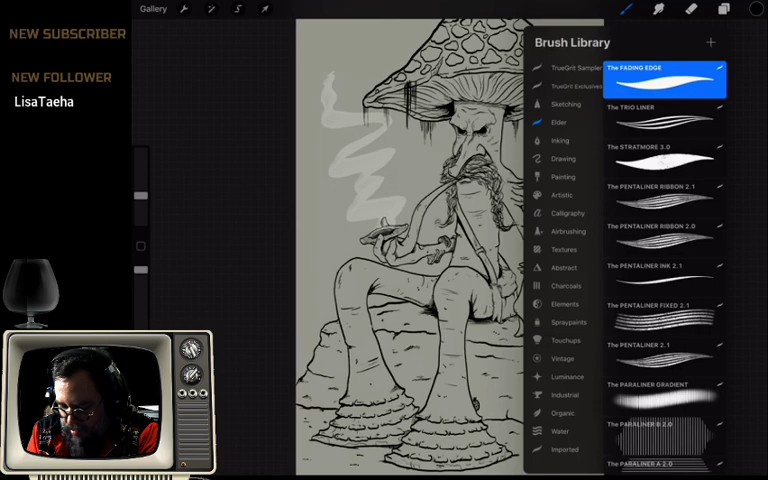 Gallery
NEW SUBSCRIBER
NEW FOLLOWER
LisaTaeha
Brush Library
TrueGrit Sampler
TrueGrit Exclusives
Sketching
Elder
Inking
Drawing
Painting
Artistic
Calligraphy
Airbrushing
Textures
Abstract
Charcoals
Elements
Spraypaints
Touchups
Vintage
Luminance
Industrial
Organic
Water
Imported
The FADING EDGE
The TRIO LINER
The STRATMORE 3.0
The PENTALINER RIBBON 2.1
The PENTALINER RIBBON 2.0
The PENTALINER INK 2.1
The PENTALINER FIXED 2.1
The PENTALINER 2.1
The PARALINER GRADIENT
The PARALINER B 2.0
The PARALINER A 2.0